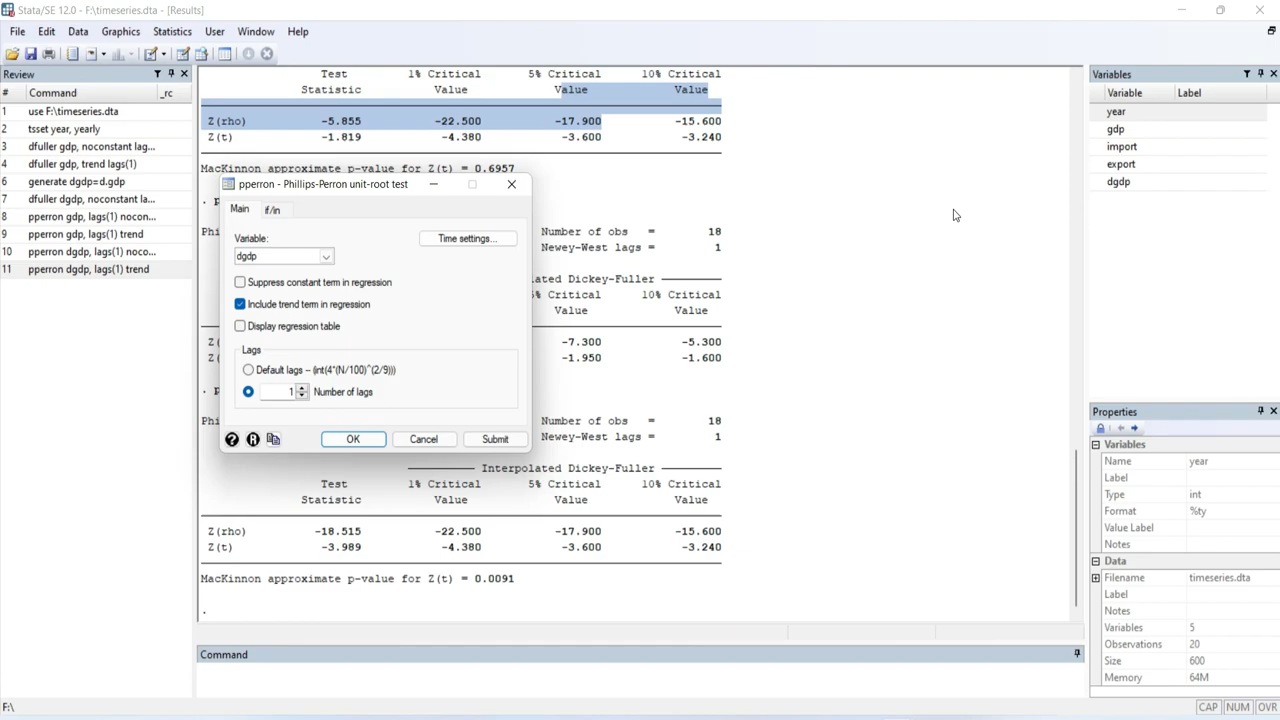 Stata/SE 12.0 - F:\timeseries.dta - [Results]
File Edit Data Graphics Statistics User Window Help
Review
# Command _rc
1 use F:\timeseries.dta
2 tsset year, yearly
3 dfuller gdp, noconstant lag...
4 dfuller gdp, trend lags(1)
6 generate dgdp=d.gdp
7 dfuller dgdp, noconstant la...
8 pperron gdp, lags(1) nocon...
9 pperron gdp, lags(1) trend
10 pperron dgdp, lags(1) noco...
11 pperron dgdp, lags(1) trend
Test 1% Critical 5% Critical 10% Critical
Statistic Value Value Value
Z(rho) -5.855 -22.500 -17.900 -15.600
Z(t) -1.819 -4.380 -3.600 -3.240
MacKinnon approximate p-value for Z(t) = 0.6957
. p
Phi Number of obs = 18
Newey-West lags = 1
ated Dickey-Fuller
5% Critical 10% Critical
Value Value
Z( -7.300 -5.300
Z( -1.950 -1.600
. p
Phi Number of obs = 18
Newey-West lags = 1
Interpolated Dickey-Fuller
Test 1% Critical 5% Critical 10% Critical
Statistic Value Value Value
Z(rho) -18.515 -22.500 -17.900 -15.600
Z(t) -3.989 -4.380 -3.600 -3.240
MacKinnon approximate p-value for Z(t) = 0.0091
.
pperron - Phillips-Perron unit-root test
Main if/in
Variable:
Time settings...
dgdp
Suppress constant term in regression
Include trend term in regression
Display regression table
Lags
Default lags -- (int(4*(N/100)^(2/9)))
1 Number of lags
? R
OK Cancel Submit
Command
Variables
Variable Label
year
gdp
import
export
dgdp
Properties
Variables
Name year
Label
Type int
Format %ty
Value Label
Notes
Data
Filename timeseries.dta
Label
Notes
Variables 5
Observations 20
Size 600
Memory 64M
F:\
CAP NUM OVR